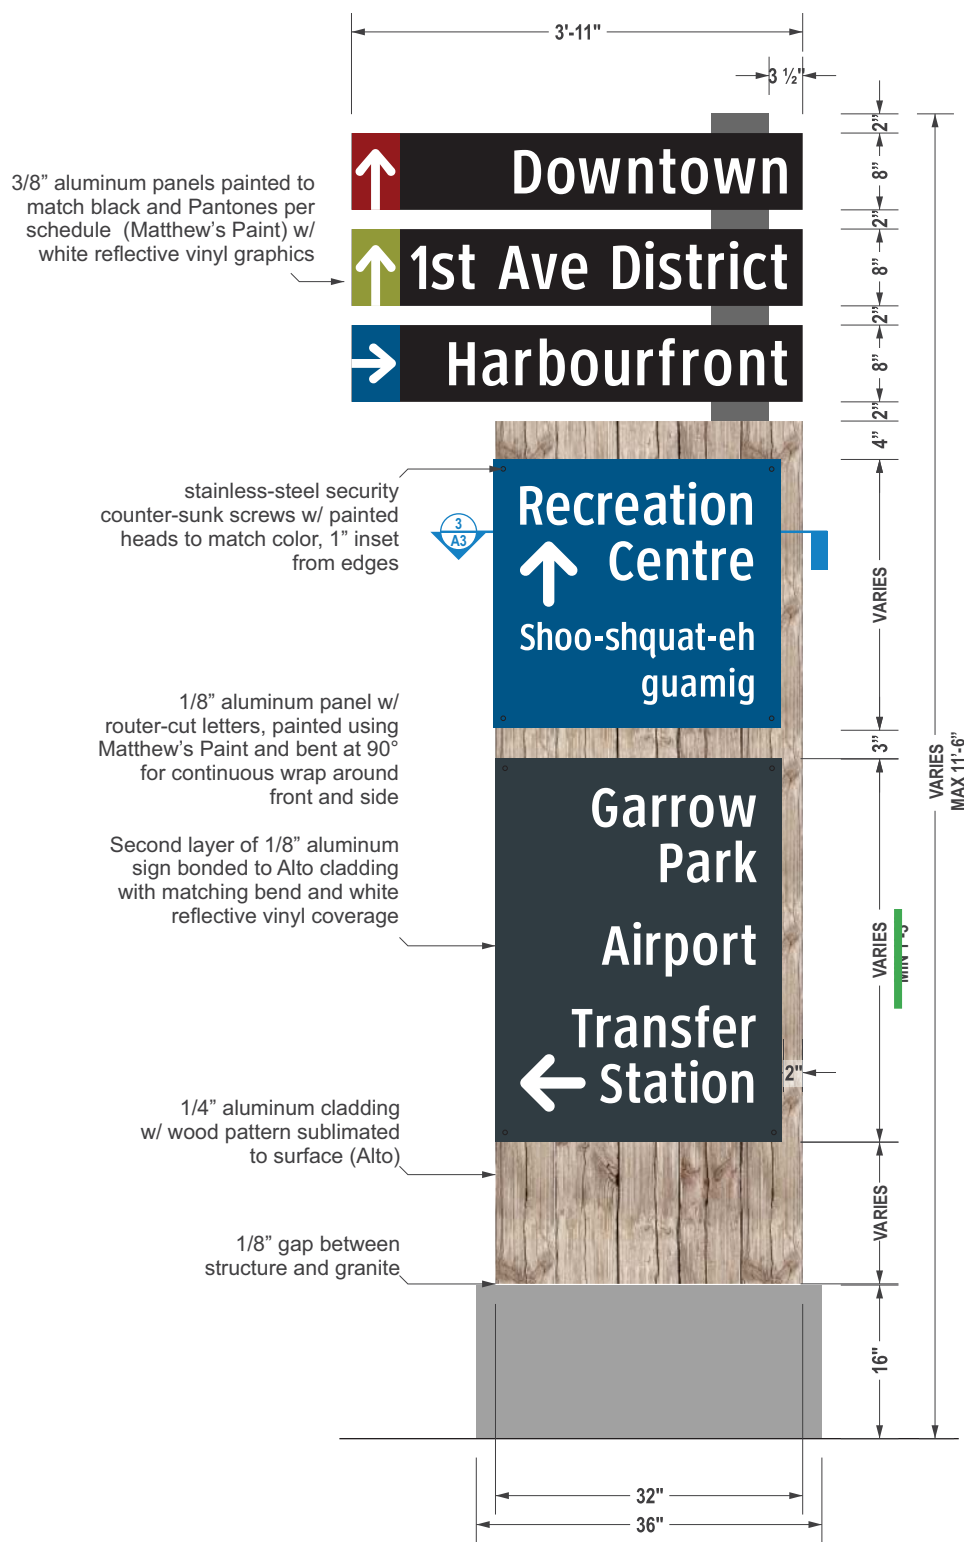 3'-11"
3 ½"
2”
Downtown
8”
3/8” aluminum panels painted to
match black and Pantones per
schedule (Matthew’s Paint) w/
white reflective vinyl graphics
2”
1st Ave District
8”
2”
Harbourfront
8”
2”
4”
stainless-steel security
counter-sunk screws w/ painted
heads to match color, 1” inset
from edges
3
A3
Recreation
Centre
Shoo-shquat-eh
guamig
VARIES
1/8” aluminum panel w/
router-cut letters, painted using
Matthew’s Paint and bent at 90°
for continuous wrap around
front and side
3”
VARIES
MAX 11'-6”
Second layer of 1/8” aluminum
sign bonded to Alto cladding
with matching bend and white
reflective vinyl coverage
Garrow
Park
Airport
Transfer
Station
VARIES
2"
1/4” aluminum cladding
w/ wood pattern sublimated
to surface (Alto)
VARIES
1/8” gap between
structure and granite
16"
32"
36"